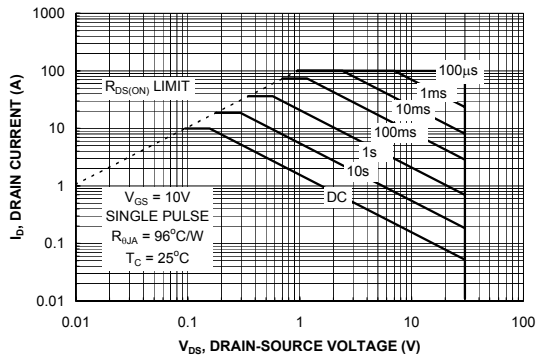 1000
100
10
1
0.1
0.01
I_D, DRAIN CURRENT (A)
R_DS(ON) LIMIT
100µs
1ms
10ms
100ms
1s
10s
DC
V_GS = 10V
SINGLE PULSE
R_θJA = 96°C/W
T_C = 25°C
0.01 0.1 1 10 100
V_DS, DRAIN-SOURCE VOLTAGE (V)